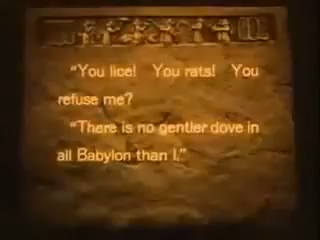 “You lice!  You rats!  You
refuse me?
“There is no gentler dove in
all Babylon than I.”